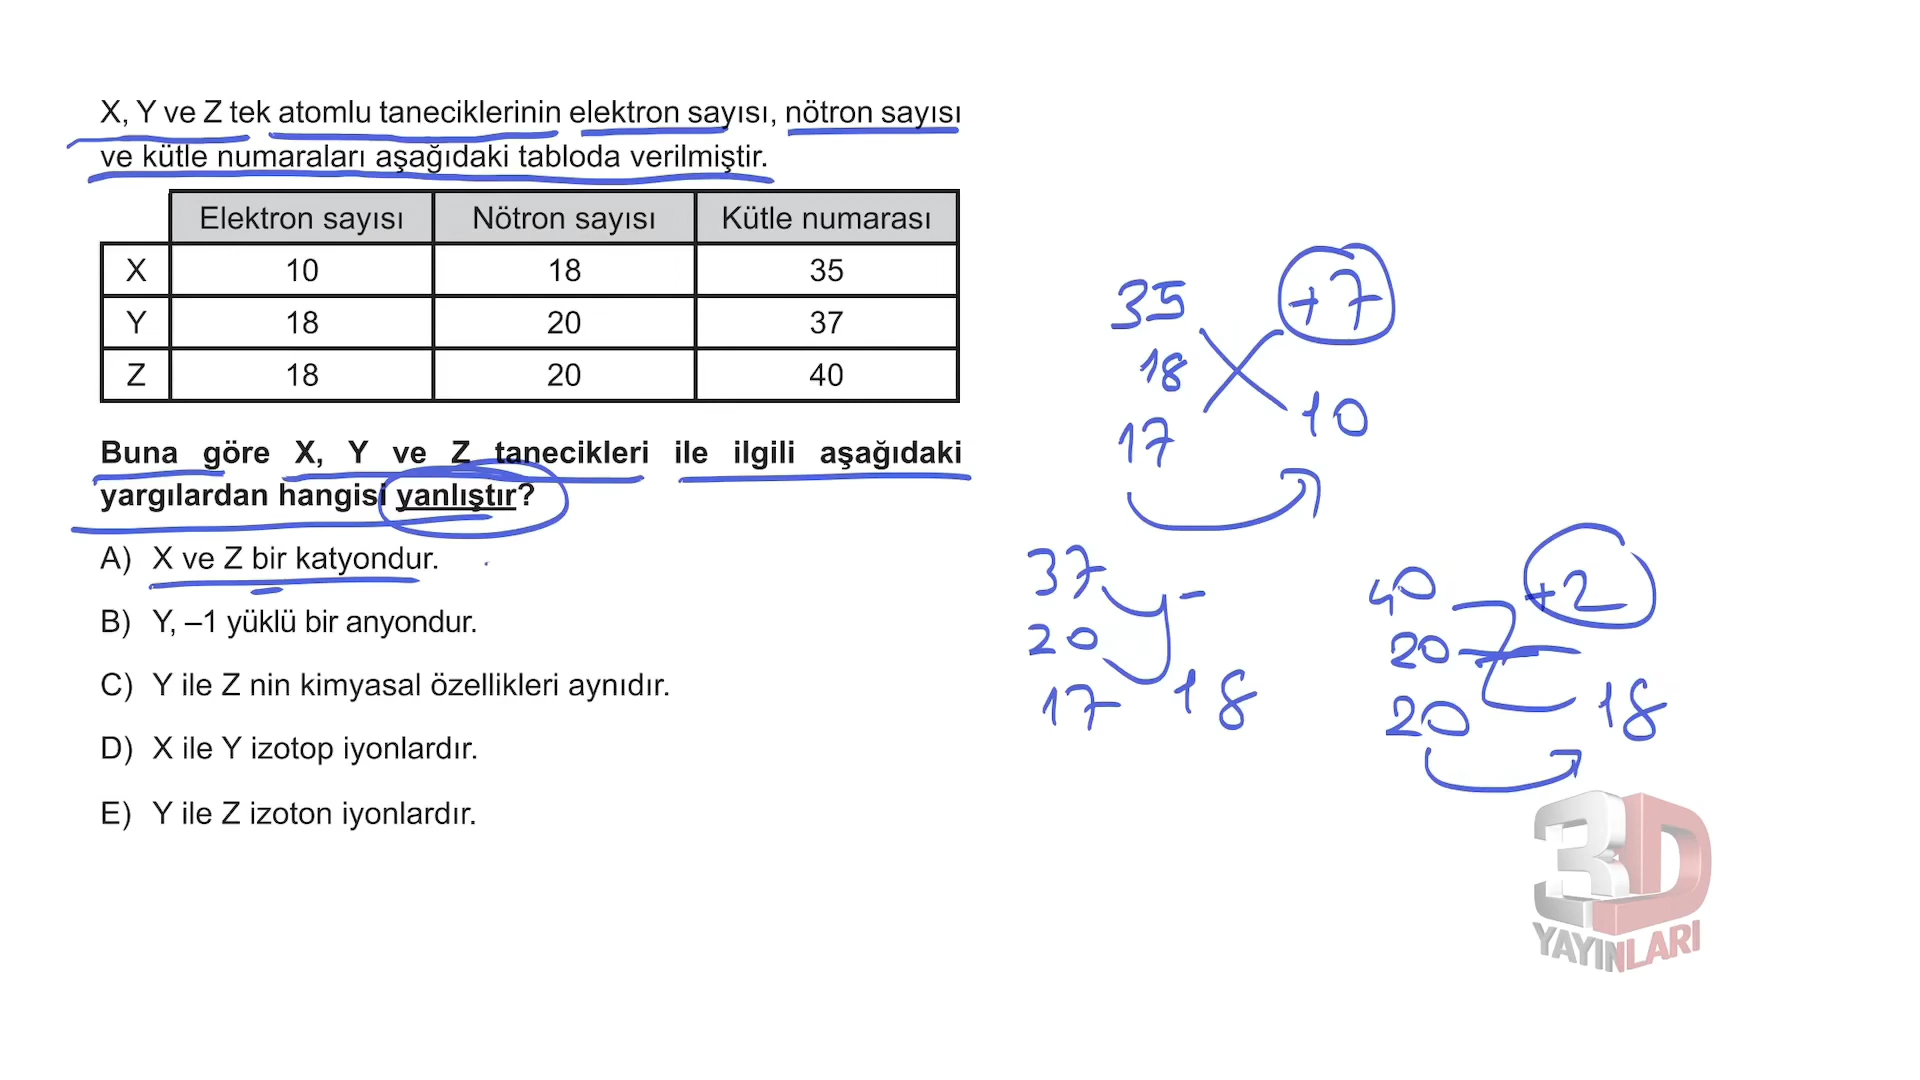 X, Y ve Z tek atomlu taneciklerinin elektron sayısı, nötron sayısı
ve kütle numaraları aşağıdaki tabloda verilmiştir.
Elektron sayısı Nötron sayısı Kütle numarası
X 10 18 35
Y 18 20 37
Z 18 20 40
Buna göre X, Y ve Z tanecikleri ile ilgili aşağıdaki
yargılardan hangisi yanlıştır?
A) X ve Z bir katyondur.
B) Y, –1 yüklü bir anyondur.
C) Y ile Z nin kimyasal özellikleri aynıdır.
D) X ile Y izotop iyonlardır.
E) Y ile Z izoton iyonlardır.
35 X +7
18
17 10
37 Y -
20
17 18
40 Z +2
20
20 18
3D
YAYINLARI